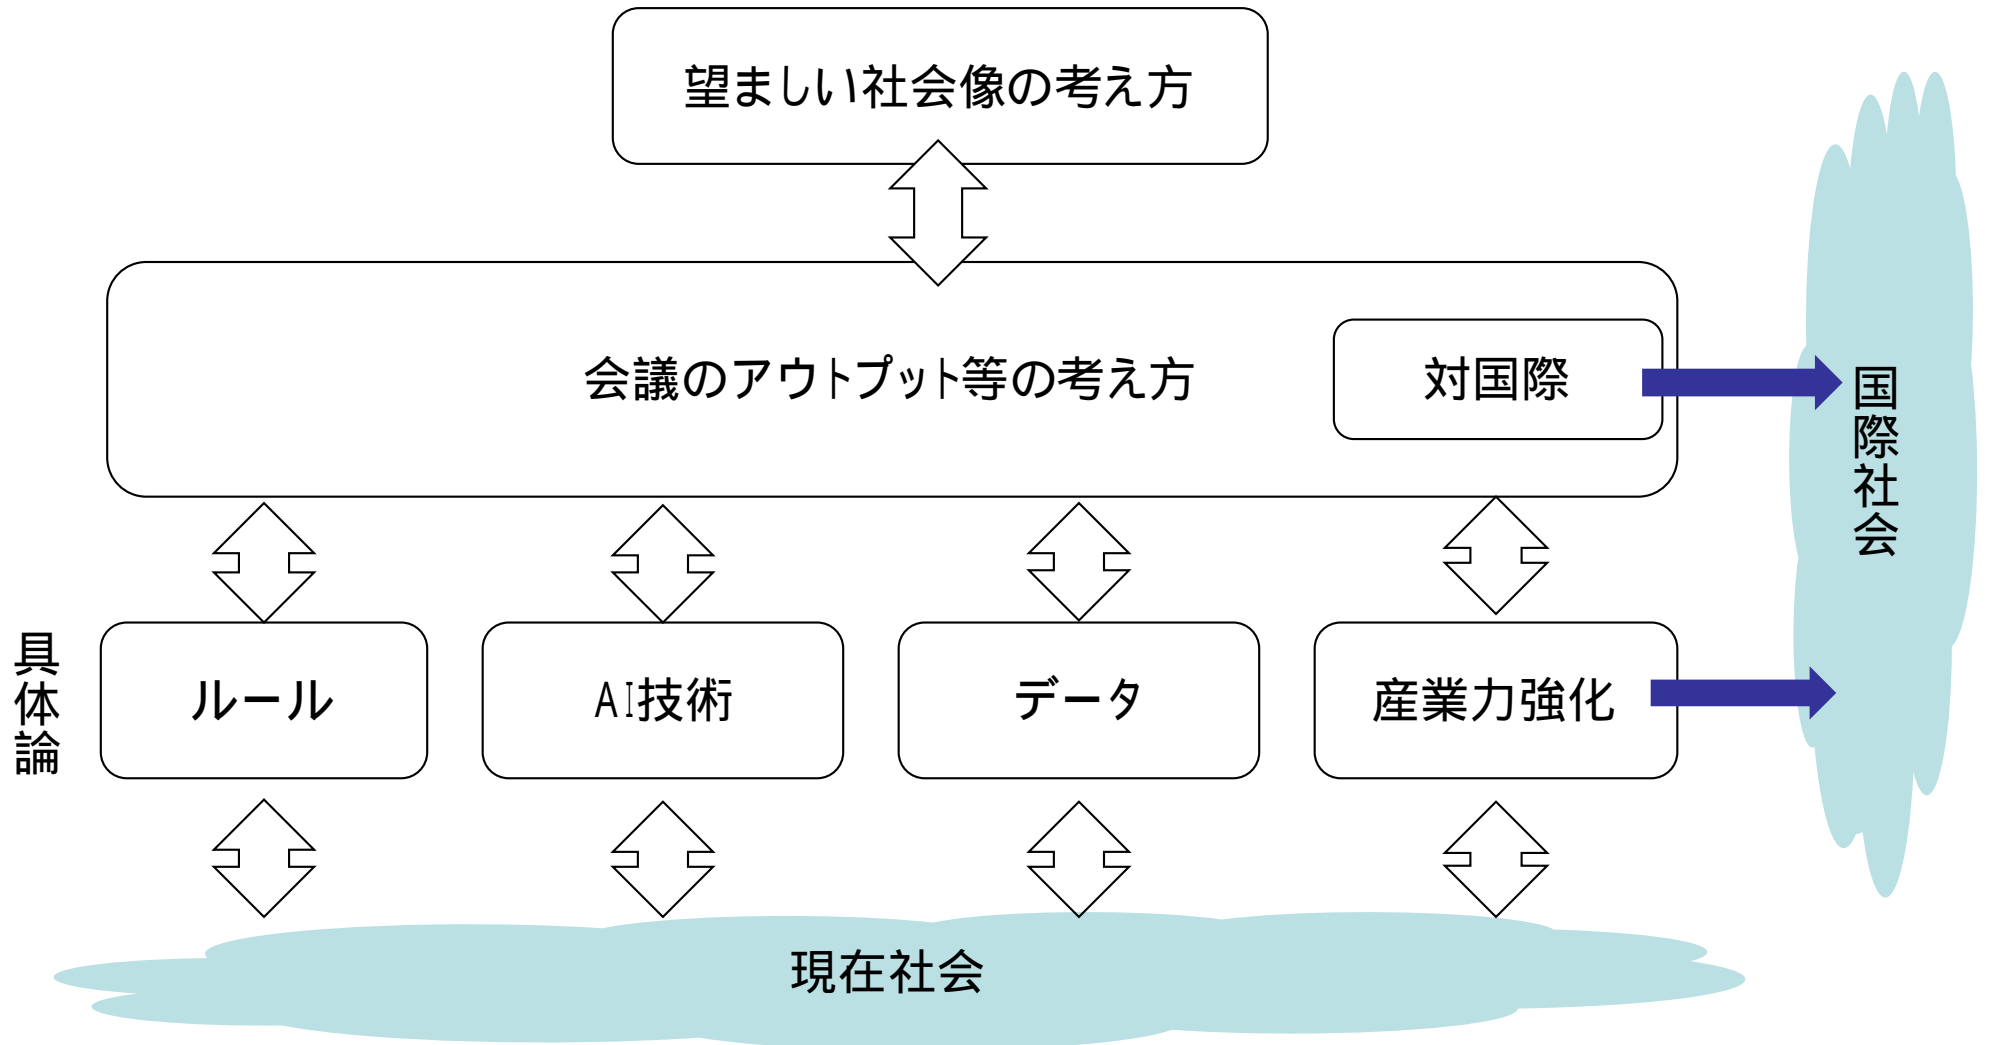 望ましい社会像の考え方
会議のアウトプット等の考え方
対国際
国際社会
具体論
ルール
AI技術
データ
産業力強化
現在社会